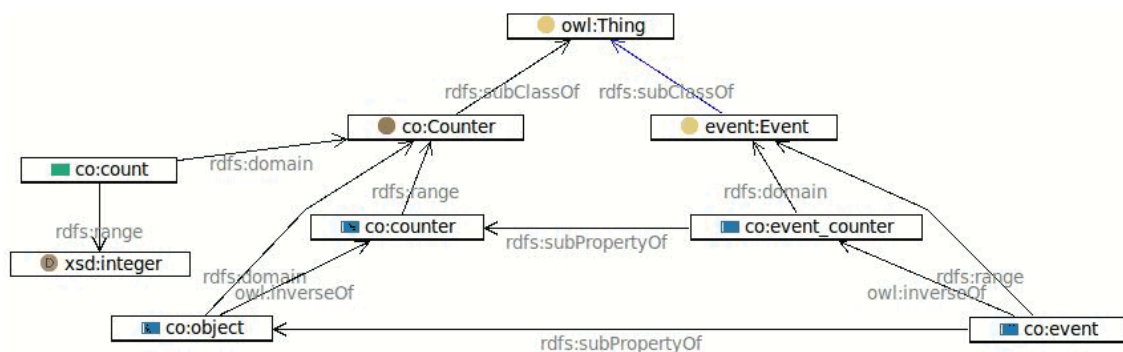 owl:Thing
rdfs:subClassOf
rdfs:subClassOf
co:Counter
event:Event
co:count
rdfs:domain
rdfs:range
rdfs:domain
co:counter
co:event_counter
rdfs:range
rdfs:subPropertyOf
D xsd:integer
rdfs:domain
rdfs:range
owl:inverseOf
owl:inverseOf
co:object
co:event
rdfs:subPropertyOf